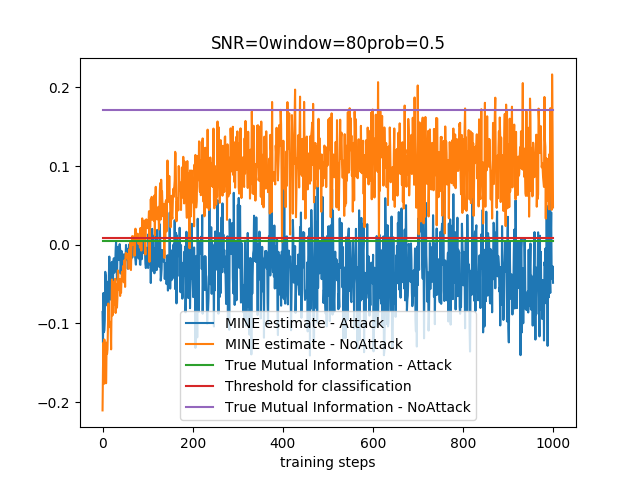 SNR=0window=80prob=0.5
0.2
0.1
0.0
−0.1
−0.2
MINE estimate - Attack
MINE estimate - NoAttack
True Mutual Information - Attack
Threshold for classification
True Mutual Information - NoAttack
0 200 400 600 800 1000
training steps